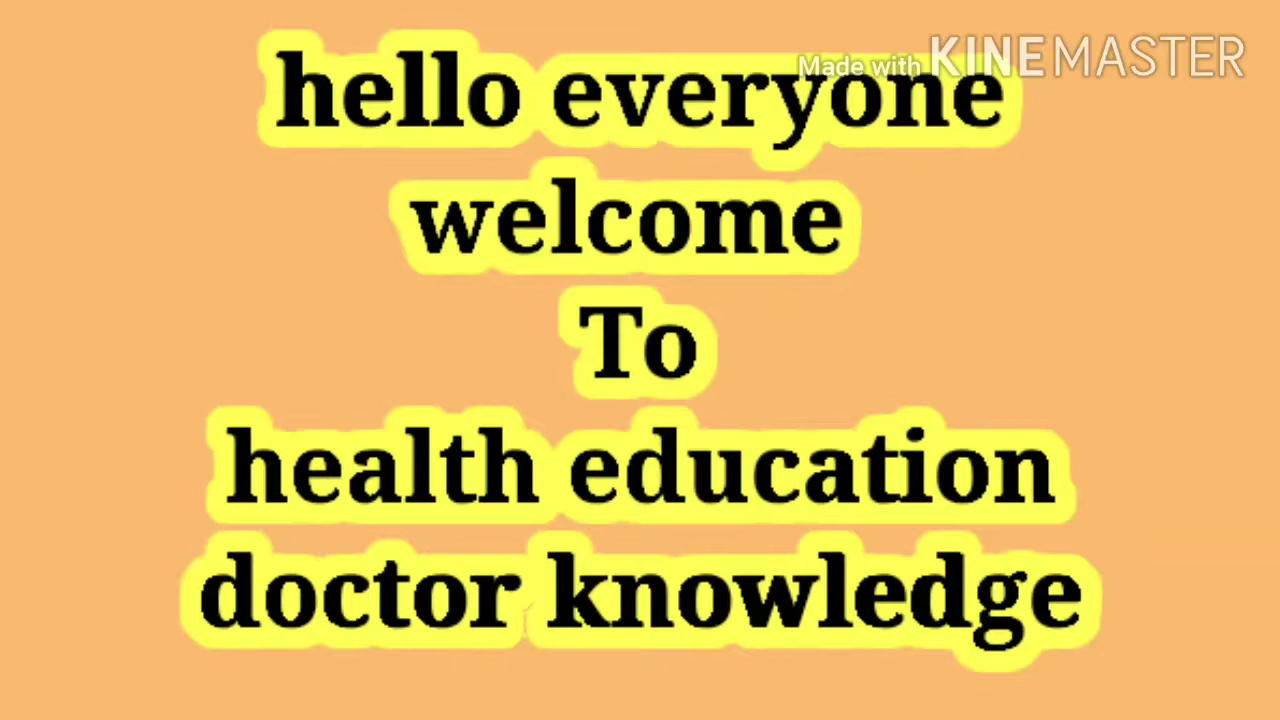 Made with KINEMASTER
hello everyone
welcome
To
health education
doctor knowledge